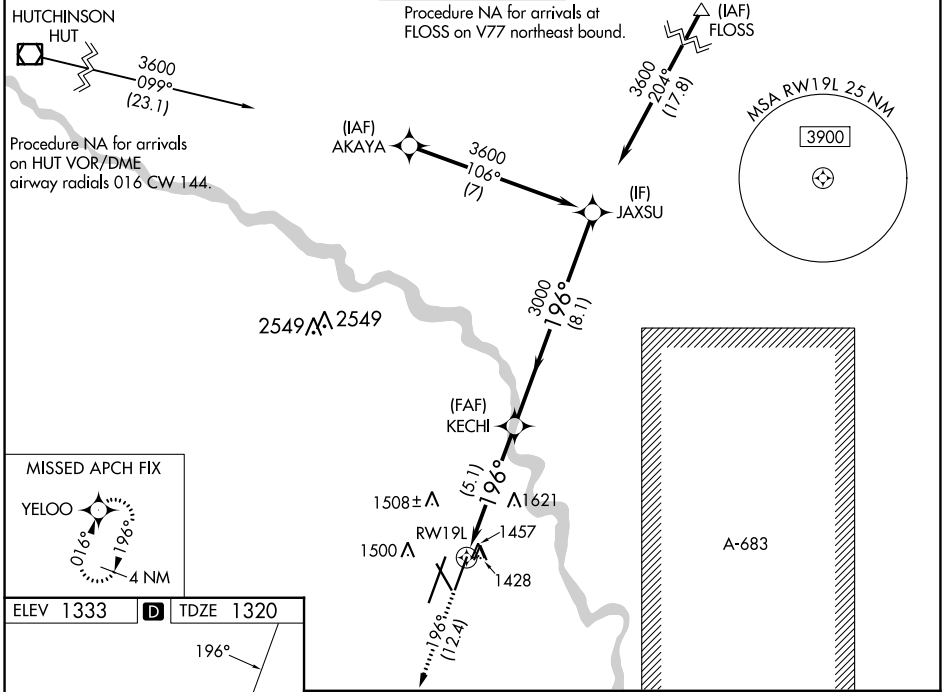 HUTCHINSON
HUT
3600
099°
(23.1)
Procedure NA for arrivals
on HUT VOR/DME
airway radials 016 CW 144.
Procedure NA for arrivals at
FLOSS on V77 northeast bound.
(IAF)
FLOSS
3600
204°
(17.8)
MSA RW19L 25 NM
3900
(IAF)
AKAYA
3600
106°
(7)
(IF)
JAXSU
3000
196°
(8.1)
2549
2549
(FAF)
KECHI
(5.1)
196°
1508±
1621
RW19L
1457
1500
1428
196°
(12.4)
A-683
MISSED APCH FIX
YELOO
016°
196°
4 NM
ELEV 1333
D
TDZE 1320
196°